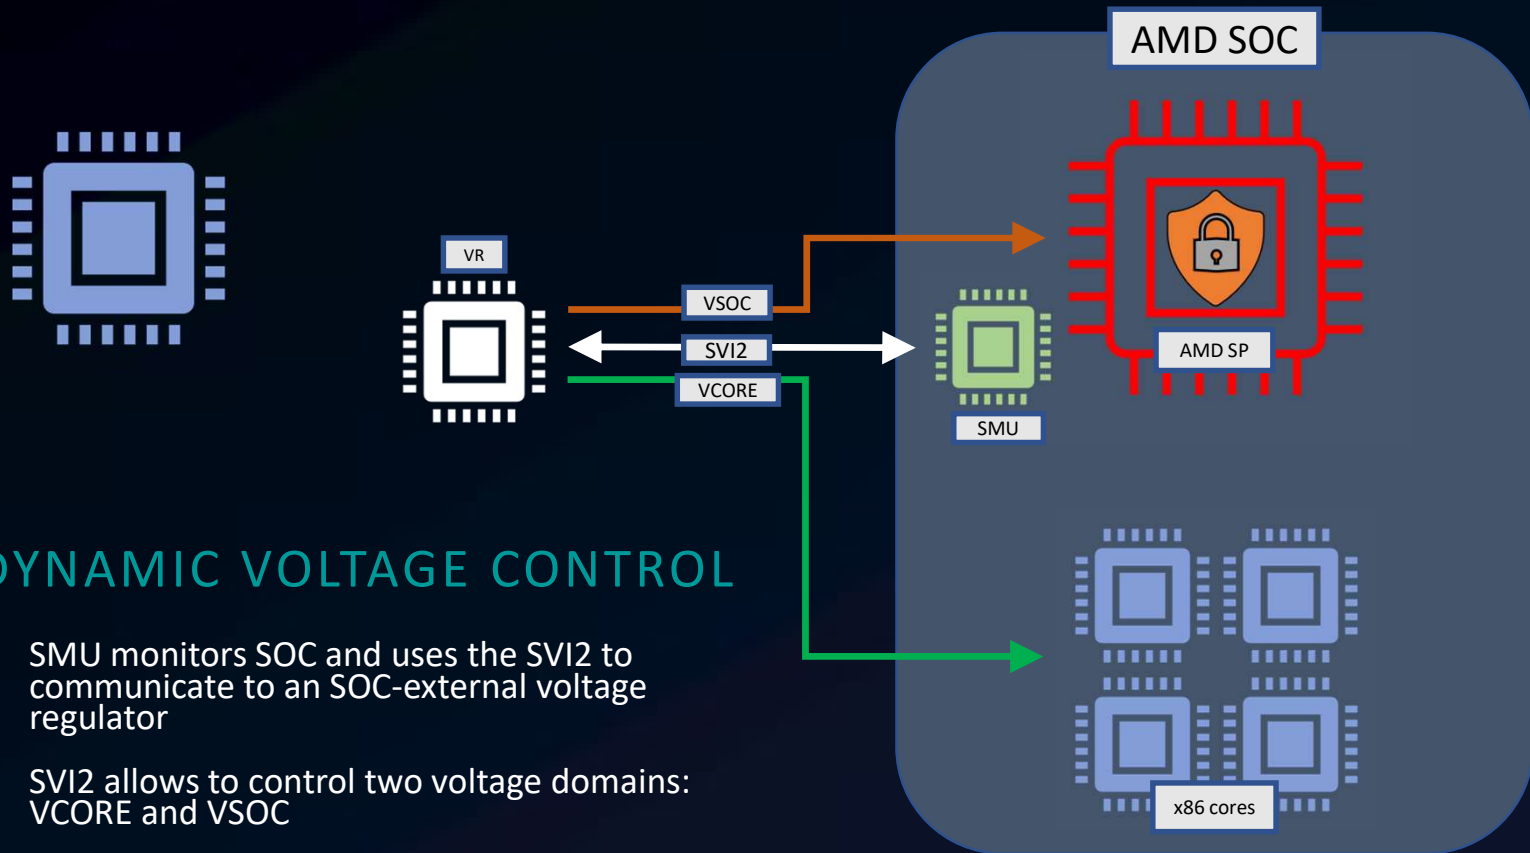 AMD SOC
VR
VSOC
SVI2
VCORE
AMD SP
SMU
DYNAMIC VOLTAGE CONTROL
SMU monitors SOC and uses the SVI2 to
communicate to an SOC-external voltage
regulator
SVI2 allows to control two voltage domains:
VCORE and VSOC
x86 cores